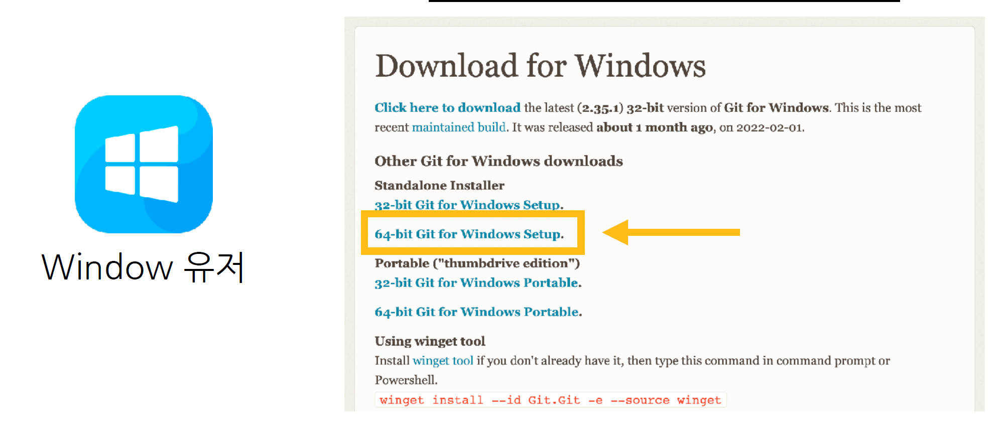 Window 유저
Download for Windows
Click here to download the latest (2.35.1) 32-bit version of Git for Windows. This is the most
recent maintained build. It was released about 1 month ago, on 2022-02-01.
Other Git for Windows downloads
Standalone Installer
32-bit Git for Windows Setup.
64-bit Git for Windows Setup.
Portable ("thumbdrive edition")
32-bit Git for Windows Portable.
64-bit Git for Windows Portable.
Using winget tool
Install winget tool if you don't already have it, then type this command in command prompt or
Powershell.
winget install --id Git.Git -e --source winget